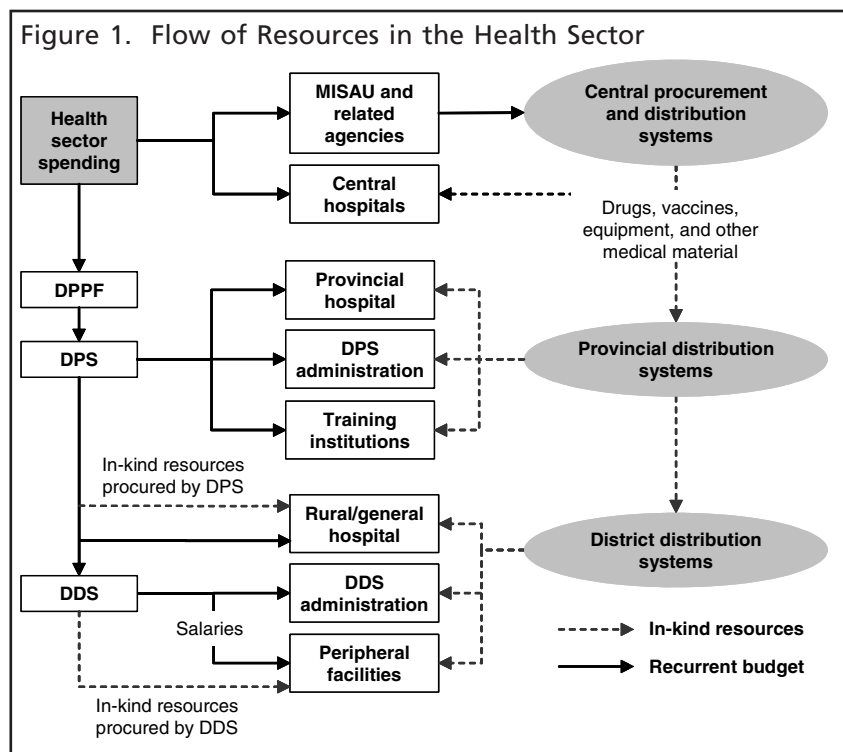 Figure 1. Flow of Resources in the Health Sector
Health
sector
spending
MISAU and
related
agencies
Central procurement
and distribution
systems
Central
hospitals
Drugs, vaccines,
equipment, and other
medical material
DPPF
Provincial
hospital
DPS
DPS
administration
Provincial distribution
systems
Training
institutions
In-kind resources
procured by DPS
Rural/general
hospital
District distribution
systems
DDS
DDS
administration
Salaries
Peripheral
facilities
In-kind resources
Recurrent budget
In-kind resources
procured by DDS